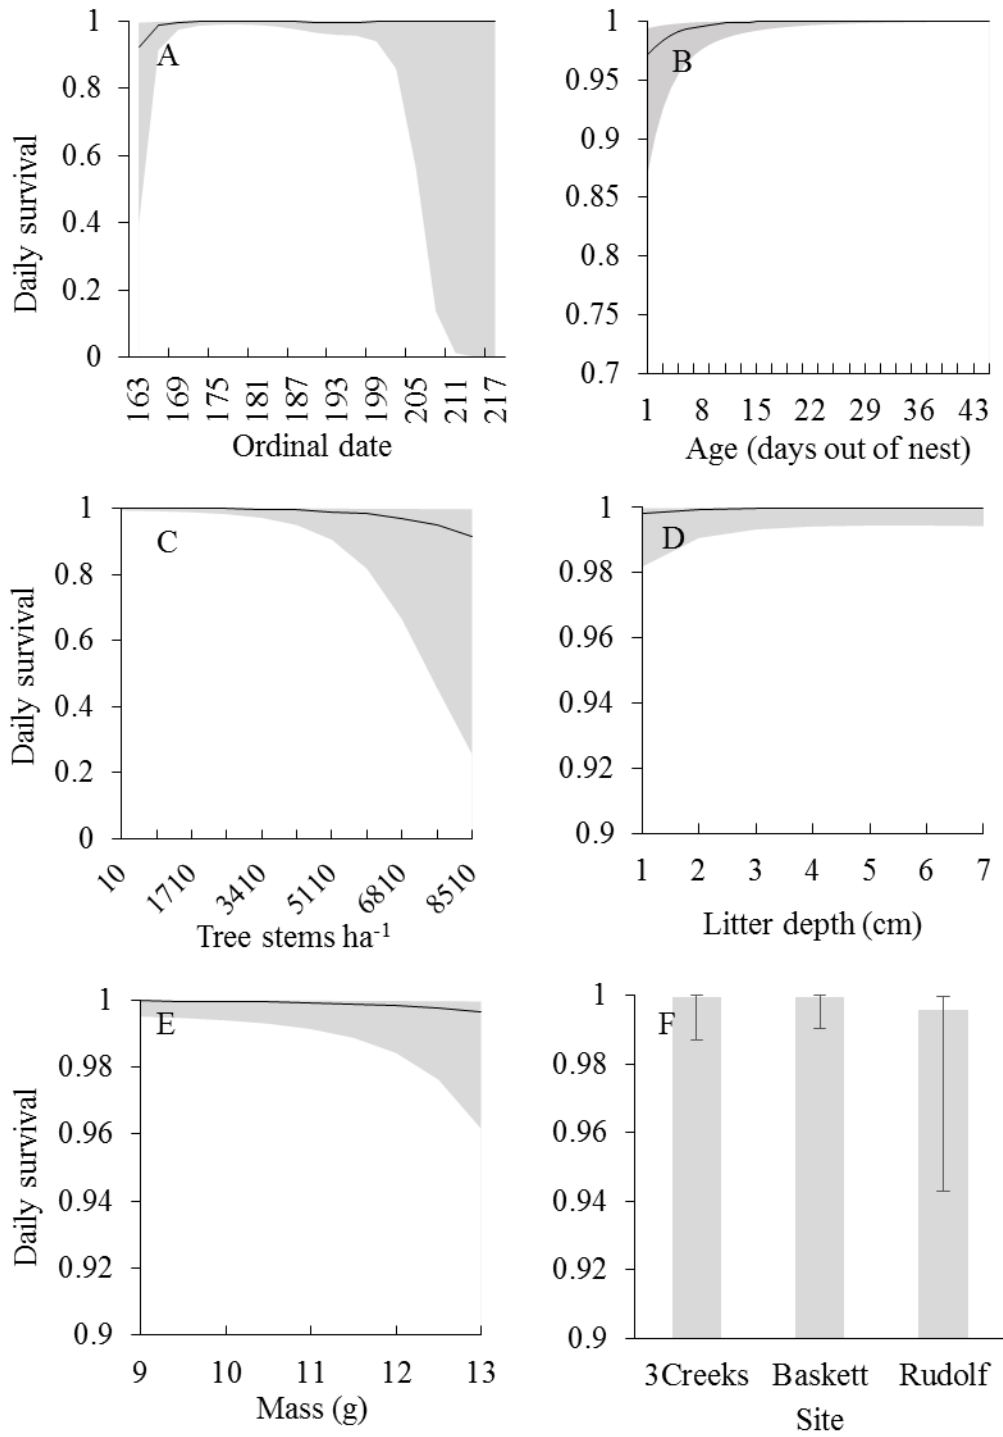 A
Daily survival
1
0.8
0.6
0.4
0.2
0
163 169 175 181 187 193 199 205 211 217
Ordinal date
B
1
0.95
0.9
0.85
0.8
0.75
0.7
1 8 15 22 29 36 43
Age (days out of nest)
C
Daily survival
1
0.8
0.6
0.4
0.2
0
10 1710 3410 5110 6810 8510
Tree stems ha⁻¹
D
1
0.98
0.96
0.94
0.92
0.9
1 2 3 4 5 6 7
Litter depth (cm)
E
Daily survival
1
0.98
0.96
0.94
0.92
0.9
9 10 11 12 13
Mass (g)
F
1
0.98
0.96
0.94
0.92
0.9
3Creeks Baskett Rudolf
Site